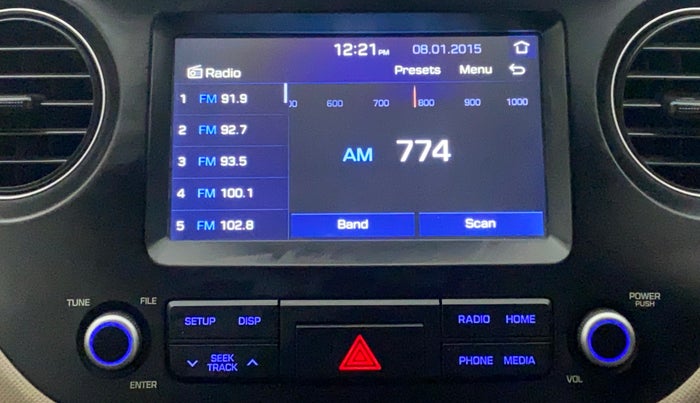 12:21 PM 08.01.2015
Radio Presets Menu
1 FM 91.9
2 FM 92.7
3 FM 93.5
4 FM 100.1
5 FM 102.8
600 700 800 900 1000
AM 774
Band Scan
TUNE FILE
ENTER
SETUP DISP
SEEK
TRACK
RADIO HOME
PHONE MEDIA
POWER
PUSH
VOL